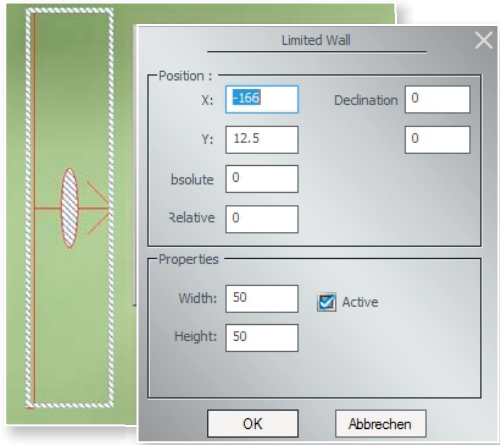 Limited Wall
Position :
X: -166 Declination 0
Y: 12.5 0
bsolute 0
Relative 0
Properties
Width: 50 Active
Height: 50
OK Abbrechen